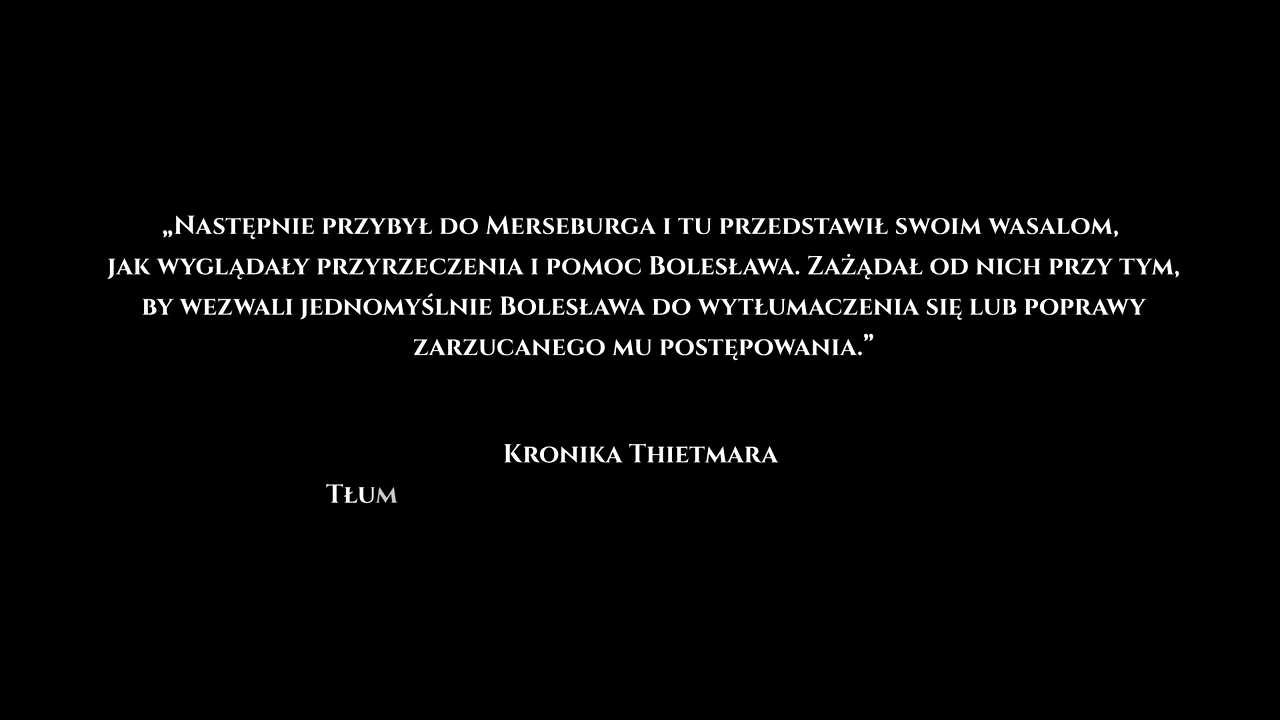 „Następnie przybył do Merseburga i tu przedstawił swoim wasalom,
jak wyglądały przyrzeczenia i pomoc Bolesława. Zażądał od nich przy tym,
by wezwali jednomyślnie Bolesława do wytłumaczenia się lub poprawy
zarzucanego mu postępowania.”
Kronika Thietmara
Tłum